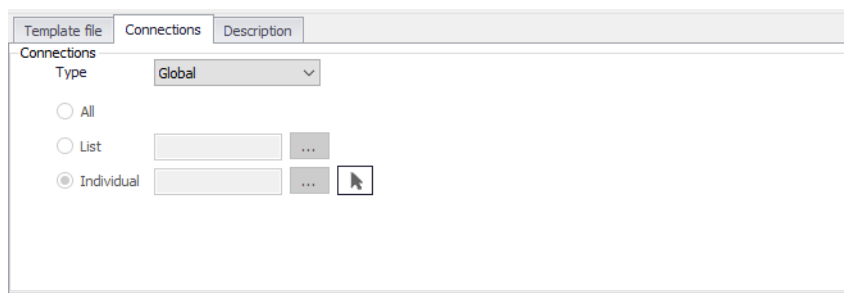 Template file Connections Description
Connections
Type Global
All
List ...
Individual ...